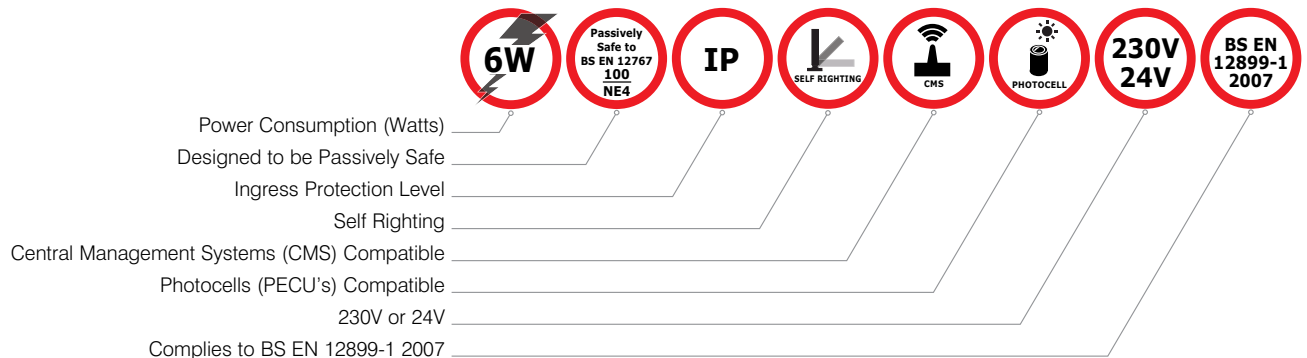 6W
Passively
Safe to
BS EN 12767
100
NE4
IP
SELF RIGHTING
CMS
PHOTOCELL
230V
24V
BS EN
12899-1
2007
Power Consumption (Watts)
Designed to be Passively Safe
Ingress Protection Level
Self Righting
Central Management Systems (CMS) Compatible
Photocells (PECU's) Compatible
230V or 24V
Complies to BS EN 12899-1 2007